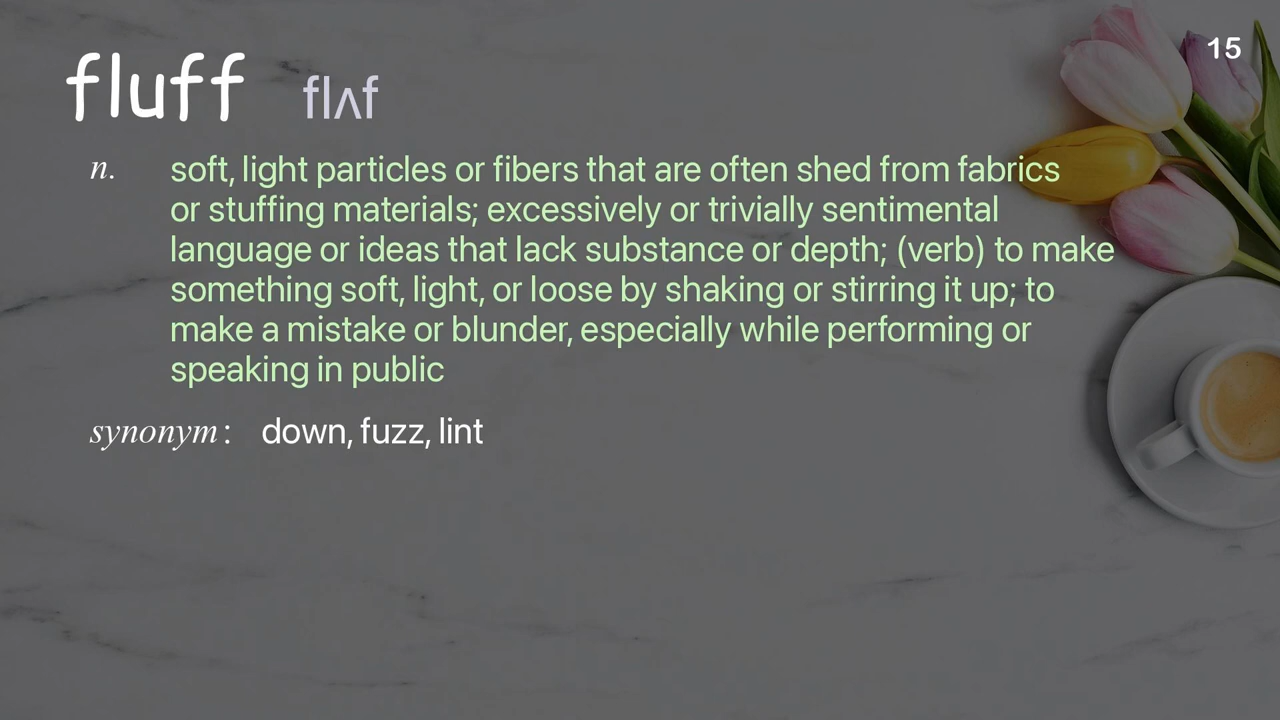 15
fluff flʌf
n. soft, light particles or fibers that are often shed from fabrics
or stuffing materials; excessively or trivially sentimental
language or ideas that lack substance or depth; (verb) to make
something soft, light, or loose by shaking or stirring it up; to
make a mistake or blunder, especially while performing or
speaking in public
synonym: down, fuzz, lint